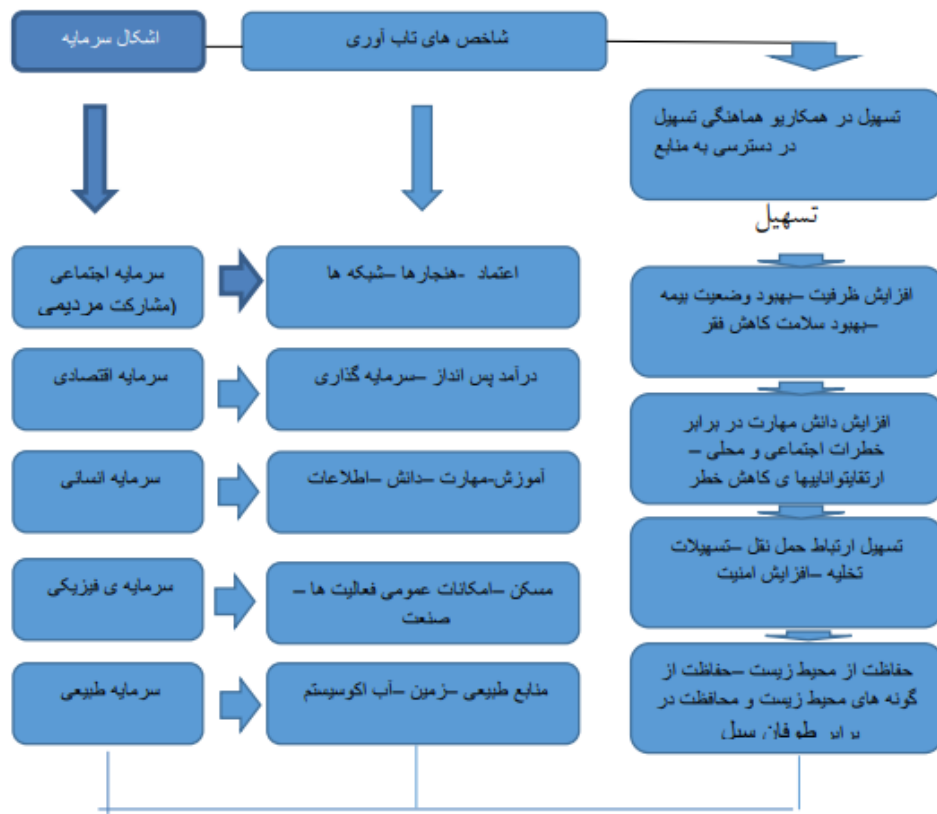 اشکال سرمایه
شاخص های تاب آوری
تسهیل در همکاریو هماهنگی تسهیل
در دسترسی به منابع
تسهیل
سرمایه اجتماعی
(مشارکت مردیمی
اعتماد -هنجارها –شبکه ها
افزایش ظرفیت –بهبود وضعیت بیمه
–بهبود سلامت کاهش فقر
سرمایه اقتصادی
درآمد پس انداز –سرمایه گذاری
افزایش دانش مهارت در برابر
خطرات اجتماعی و محلی –
ارتقایتواناییها ی کاهش خطر
سرمایه انسانی
آموزش-مهارت –دانش –اطلاعات
تسهیل ارتباط حمل نقل –تسهیلات
تخلیه –افزایش امنیت
سرمایه ی فیزیکی
مسکن –امکانات عمومی فعالیت ها –
صنعت
حفاظت از محیط زیست –حفاظت از
گونه های محیط زیست و محافظت در
برابر طوفان سیل
سرمایه طبیعی
منابع طبیعی –زمین –آب اکوسیستم